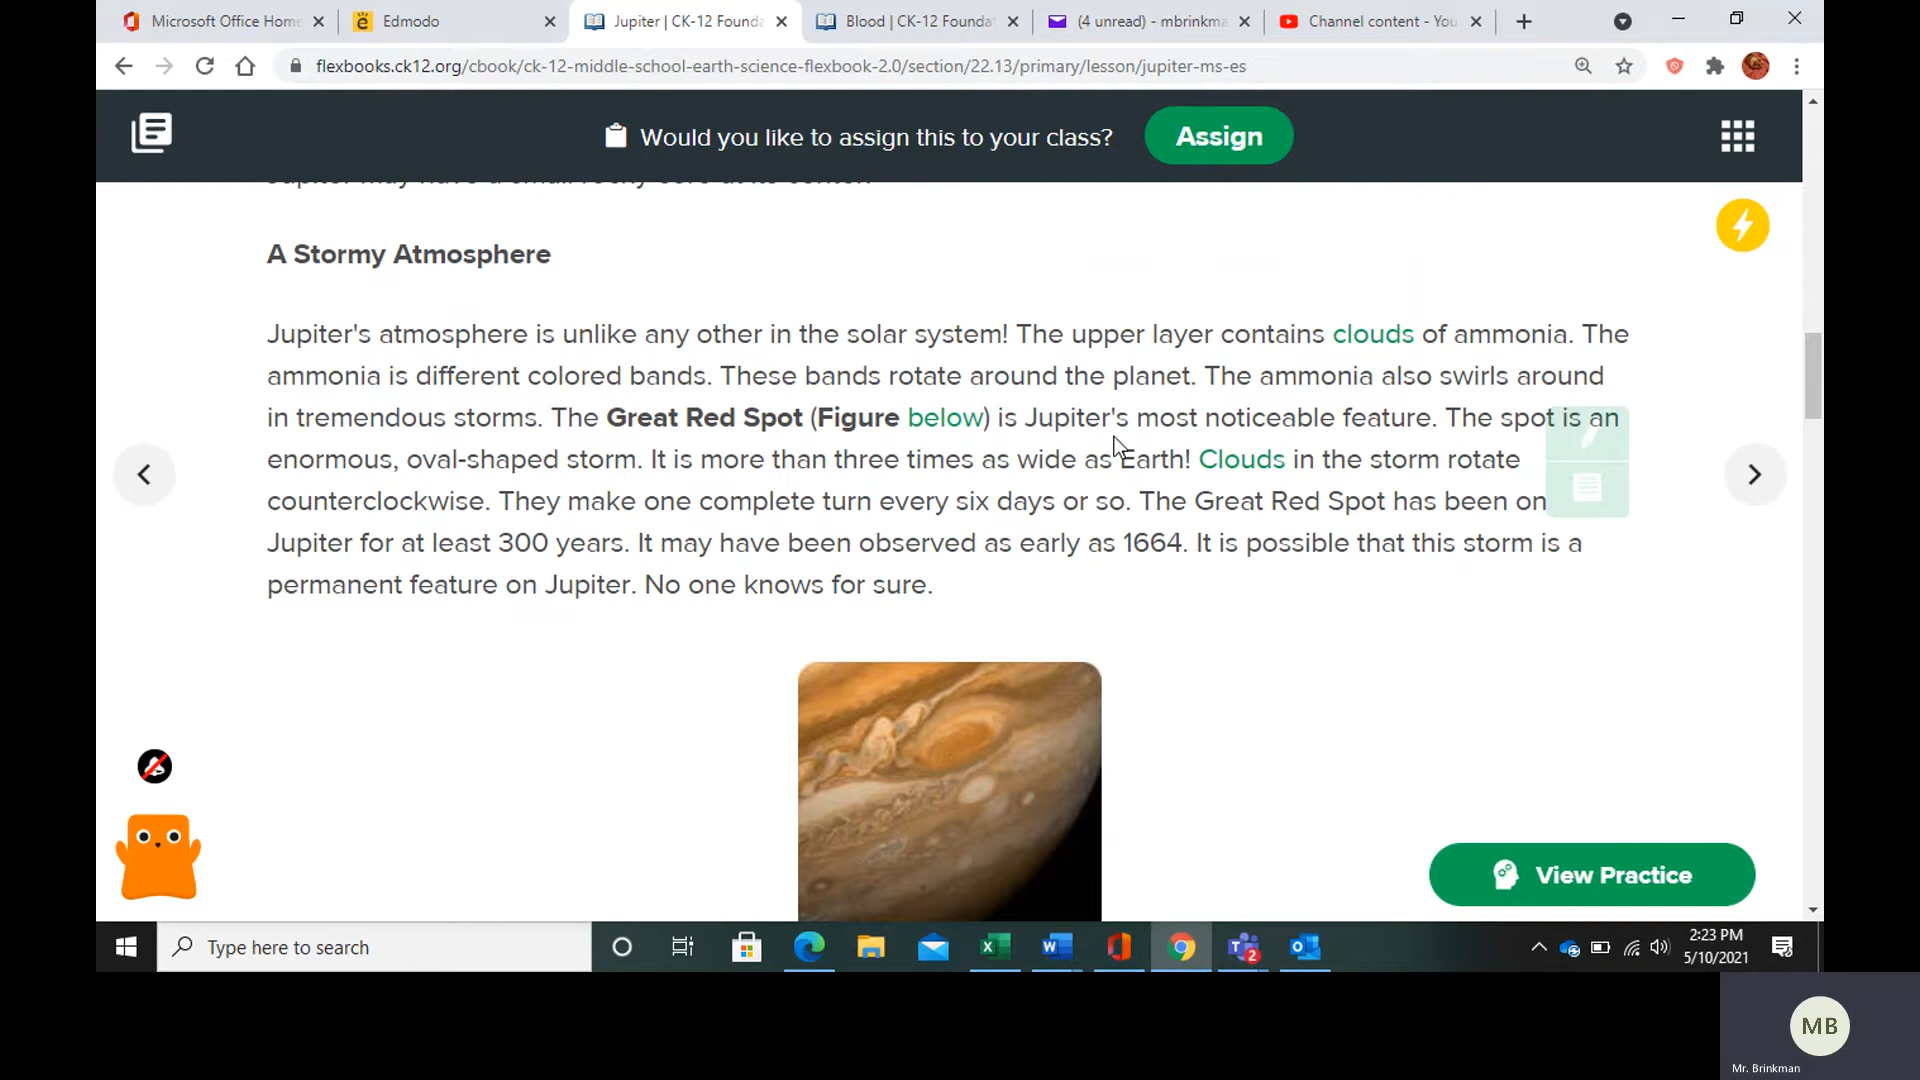 Microsoft Office Home
Edmodo
Jupiter | CK-12 Founda
Blood | CK-12 Founda
(4 unread) - mbrinkma
Channel content - You
flexbooks.ck12.org/cbook/ck-12-middle-school-earth-science-flexbook-2.0/section/22.13/primary/lesson/jupiter-ms-es
Would you like to assign this to your class?
Assign
A Stormy Atmosphere
Jupiter's atmosphere is unlike any other in the solar system! The upper layer contains clouds of ammonia. The
ammonia is different colored bands. These bands rotate around the planet. The ammonia also swirls around
in tremendous storms. The Great Red Spot (Figure below) is Jupiter's most noticeable feature. The spot is an
enormous, oval-shaped storm. It is more than three times as wide as Earth! Clouds in the storm rotate
counterclockwise. They make one complete turn every six days or so. The Great Red Spot has been on
Jupiter for at least 300 years. It may have been observed as early as 1664. It is possible that this storm is a
permanent feature on Jupiter. No one knows for sure.
View Practice
Type here to search
2
2:23 PM
5/10/2021
MB
Mr. Brinkman